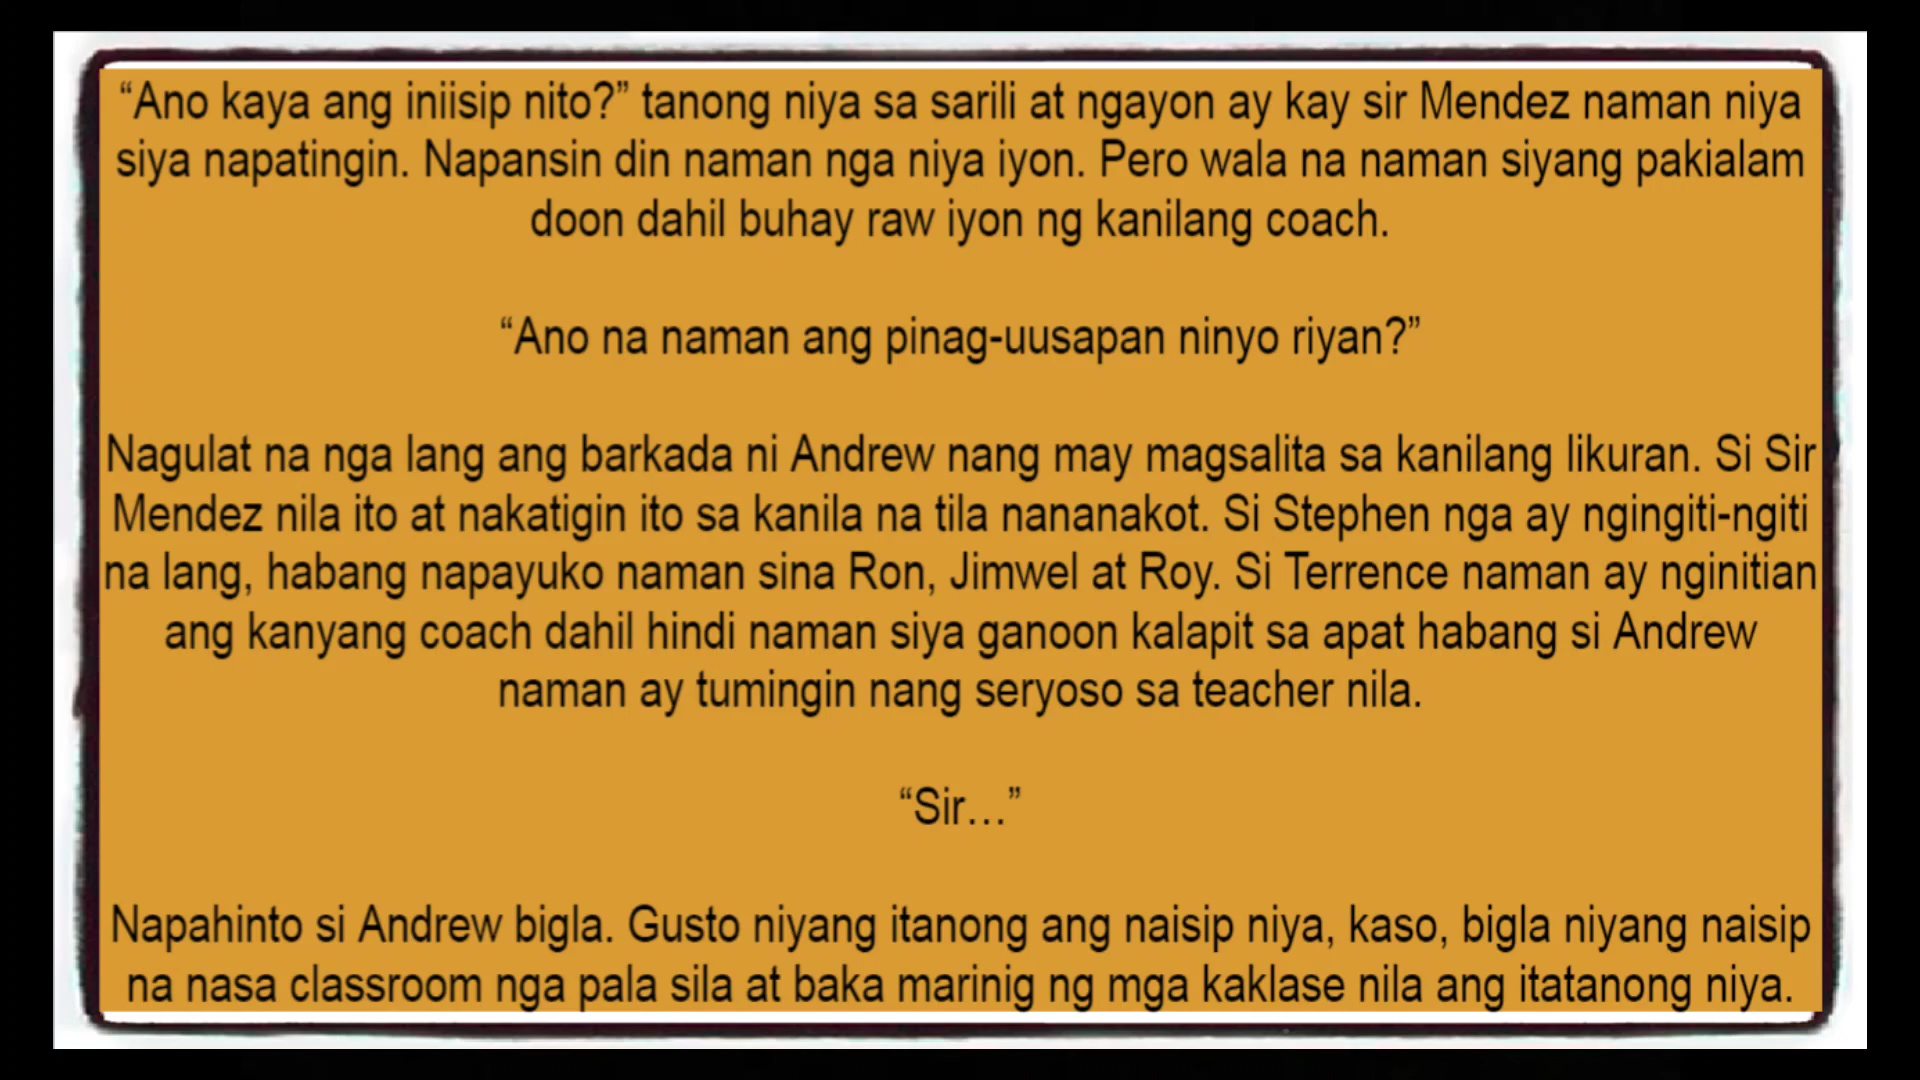 “Ano kaya ang iniisip nito?” tanong niya sa sarili at ngayon ay kay sir Mendez naman niya
siya napatingin. Napansin din naman nga niya iyon. Pero wala na naman siyang pakialam
doon dahil buhay raw iyon ng kanilang coach.
“Ano na naman ang pinag-uusapan ninyo riyan?”
Nagulat na nga lang ang barkada ni Andrew nang may magsalita sa kanilang likuran. Si Sir
Mendez nila ito at nakatigin ito sa kanila na tila nananakot. Si Stephen nga ay ngingiti-ngiti
na lang, habang napayuko naman sina Ron, Jimwel at Roy. Si Terrence naman ay nginitian
ang kanyang coach dahil hindi naman siya ganoon kalapit sa apat habang si Andrew
naman ay tumingin nang seryoso sa teacher nila.
“Sir…”
Napahinto si Andrew bigla. Gusto niyang itanong ang naisip niya, kaso, bigla niyang naisip
na nasa classroom nga pala sila at baka marinig ng mga kaklase nila ang itatanong niya.